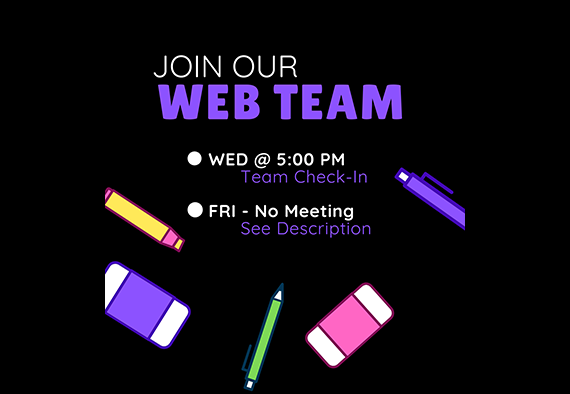 JOIN OUR
WEB TEAM
WED @ 5:00 PM
Team Check-In
FRI - No Meeting
See Description